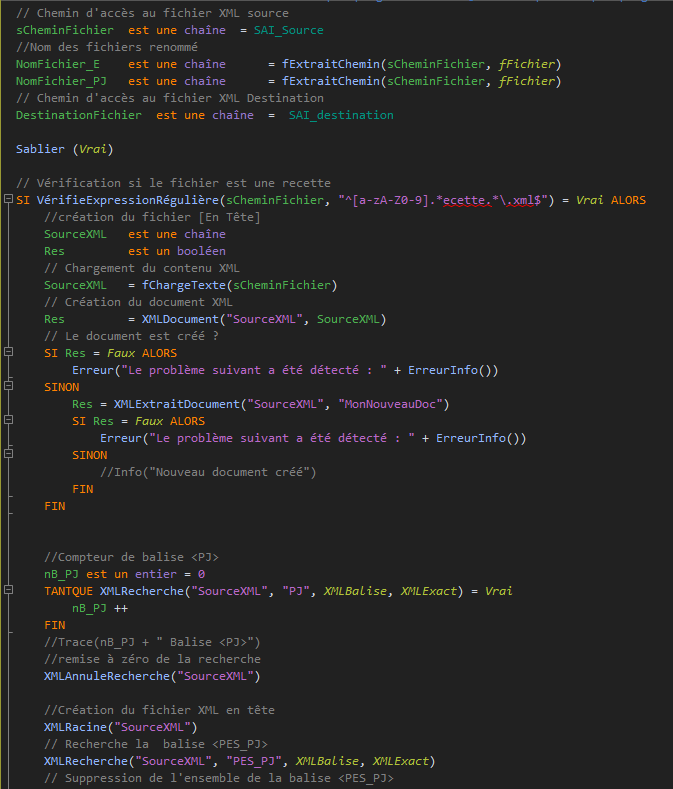 // Chemin d'accès au fichier XML source
sCheminFichier est une chaîne = SAI_Source
//Nom des fichiers renommé
NomFichier_E est une chaîne = fExtraitChemin(sCheminFichier, fFichier)
NomFichier_PJ est une chaîne = fExtraitChemin(sCheminFichier, fFichier)
// Chemin d'accès au fichier XML Destination
DestinationFichier est une chaîne = SAI_destination
Sablier (Vrai)
// Vérification si le fichier est une recette
SI VérifieExpressionRégulière(sCheminFichier, "^[a-zA-Z0-9].*ecette.*\.xml$") = Vrai ALORS
//création du fichier [En Tête]
SourceXML est une chaîne
Res est un booléen
// Chargement du contenu XML
SourceXML = fChargeTexte(sCheminFichier)
// Création du document XML
Res = XMLDocument("SourceXML", SourceXML)
// Le document est créé ?
SI Res = Faux ALORS
Erreur("Le problème suivant a été détecté : " + ErreurInfo())
SINON
Res = XMLExtraitDocument("SourceXML", "MonNouveauDoc")
SI Res = Faux ALORS
Erreur("Le problème suivant a été détecté : " + ErreurInfo())
SINON
//Info("Nouveau document créé")
FIN
FIN
//Compteur de balise <PJ>
nB_PJ est un entier = 0
TANTQUE XMLRecherche("SourceXML", "PJ", XMLBalise, XMLExact) = Vrai
nB_PJ ++
FIN
//Trace(nB_PJ + " Balise <PJ>")
//remise à zéro de la recherche
XMLAnnuleRecherche("SourceXML")
//Création du fichier XML en tête
XMLRacine("SourceXML")
// Recherche la  balise <PES_PJ>
XMLRecherche("SourceXML", "PES_PJ", XMLBalise, XMLExact)
// Suppression de l'ensemble de la balise <PES_PJ>